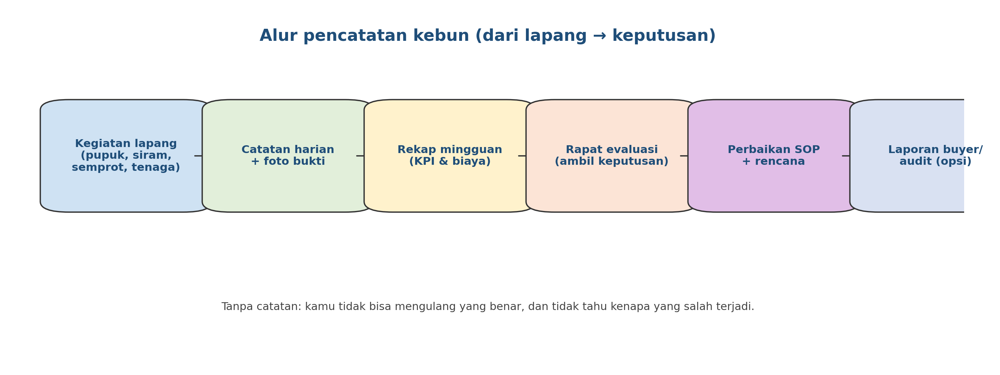 Alur pencatatan kebun (dari lapang → keputusan)
Kegiatan lapang
(pupuk, siram,
semprot, tenaga)
Catatan harian
+ foto bukti
Rekap mingguan
(KPI & biaya)
Rapat evaluasi
(ambil keputusan)
Perbaikan SOP
+ rencana
Laporan buyer/
audit (opsi)
Tanpa catatan: kamu tidak bisa mengulang yang benar, dan tidak tahu kenapa yang salah terjadi.